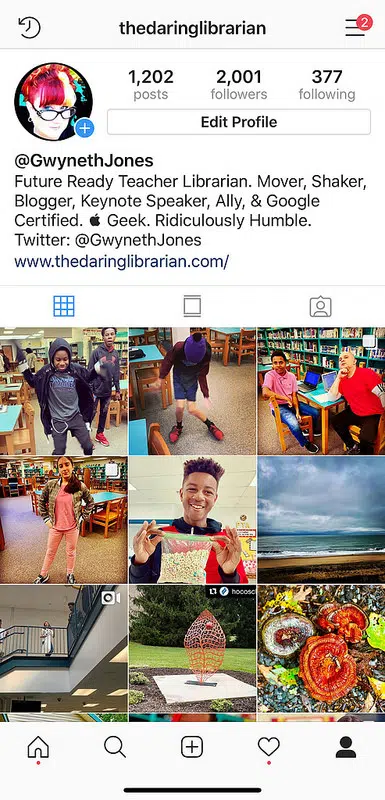 thedaringlibrarian
2
1,202
2,001
377
posts
followers
following
Edit Profile
@GwynethJones
Future Ready Teacher Librarian. Mover, Shaker,
Blogger, Keynote Speaker, Ally, & Google
Certified.  Geek. Ridiculously Humble.
Twitter: @GwynethJones
www.thedaringlibrarian.com/
hocosc